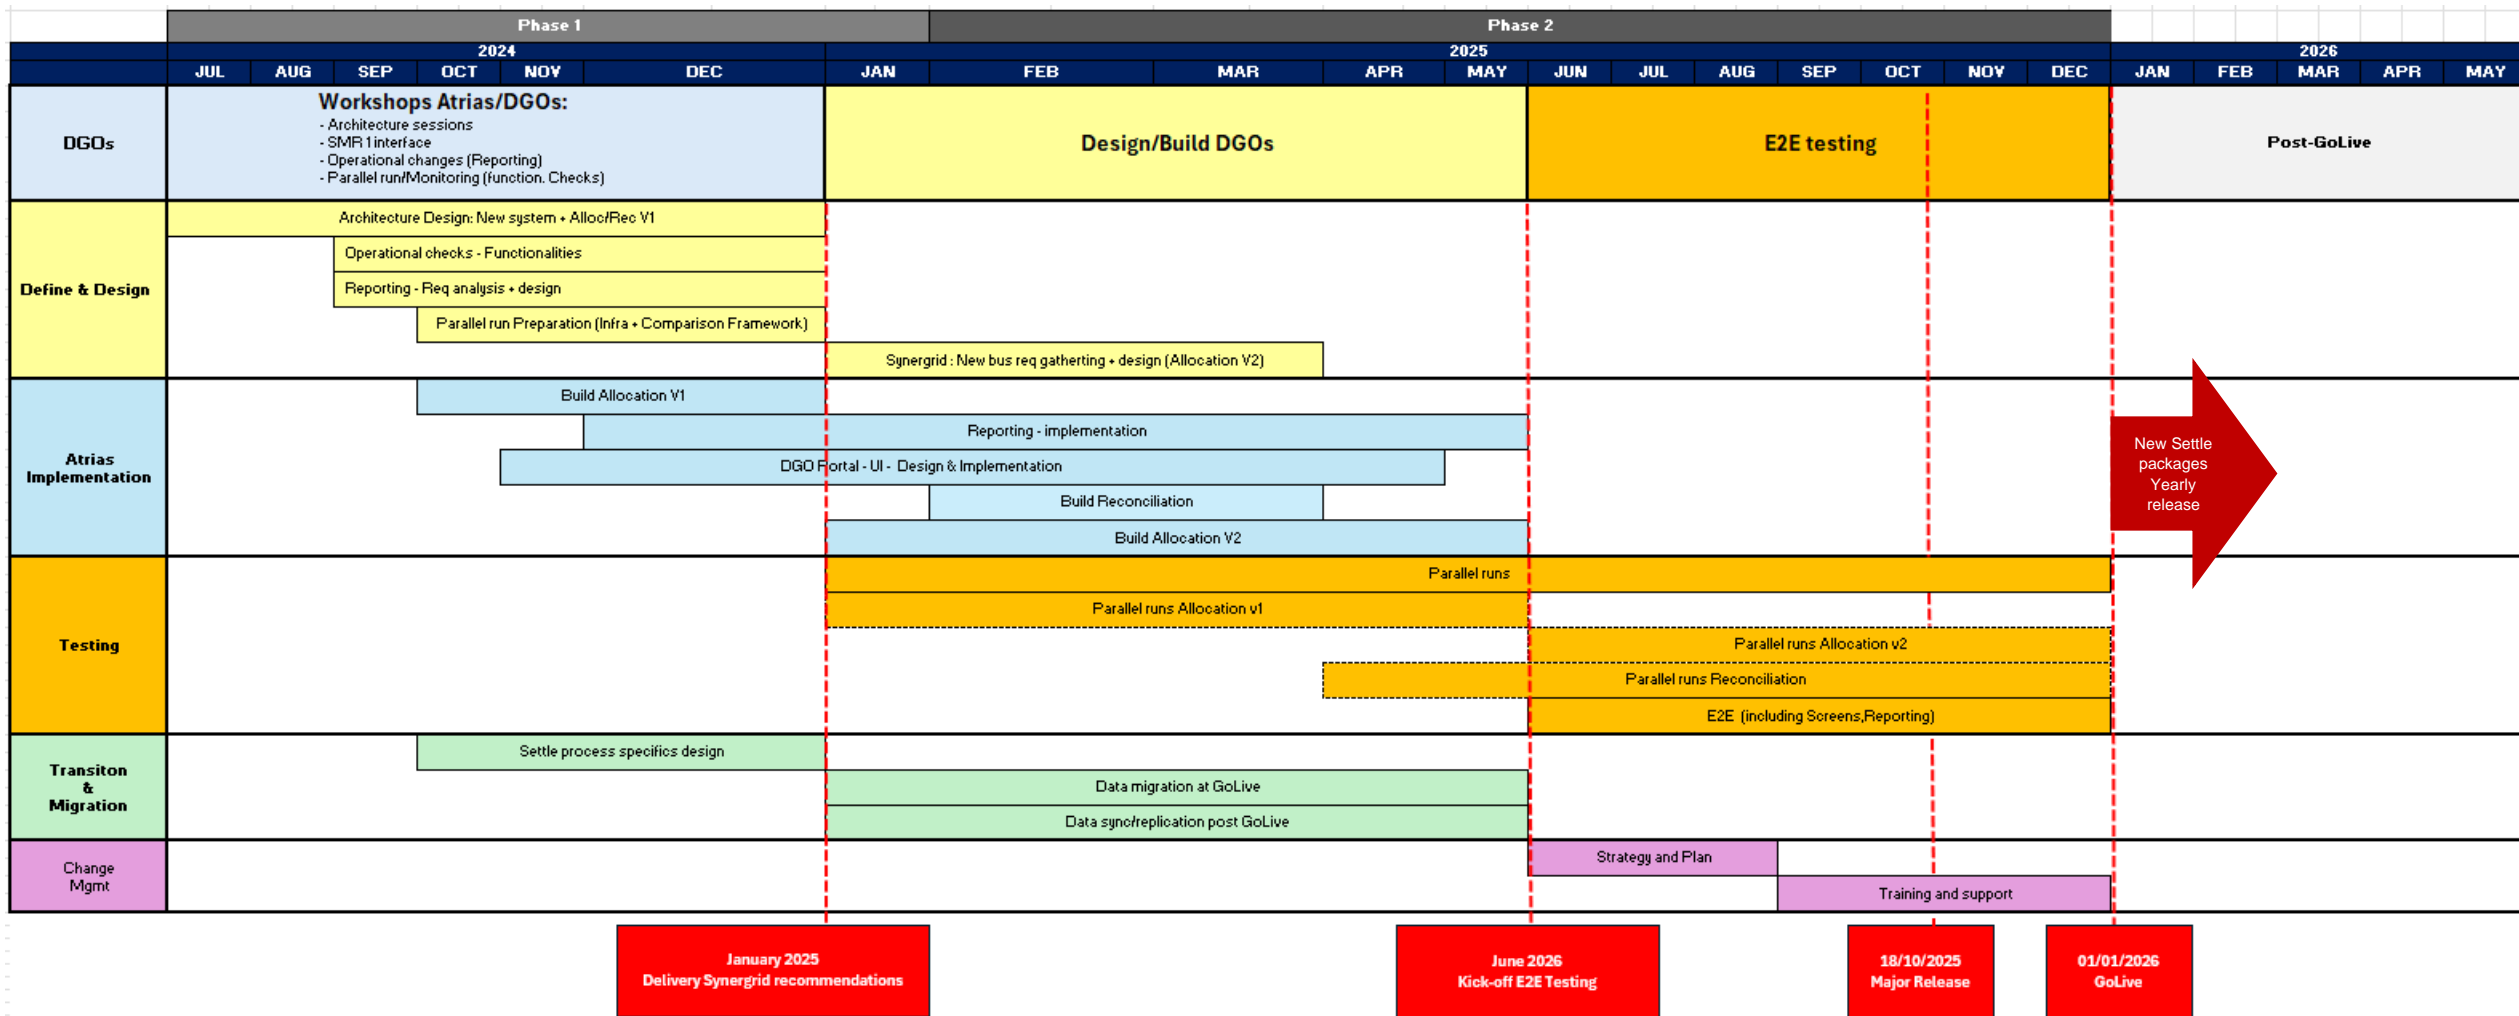 Phase 1
Phase 2
2024
2025
2026
JUL AUG SEP OCT NOV DEC JAN FEB MAR APR MAY JUN JUL AUG SEP OCT NOV DEC JAN FEB MAR APR MAY
DGOs
Workshops Atrias/DGOs:
- Architecture sessions
- SMR 1 interface
- Operational changes (Reporting)
- Parallel run/Monitoring (function. Checks)
Design/Build DGOs
E2E testing
Post-GoLive
Define & Design
Architecture Design: New system + Alloc/Rec V1
Operational checks - Functionalities
Reporting - Req analysis + design
Parallel run Preparation (Infra + Comparison Framework)
Synergrid : New bus req gatherting + design (Allocation V2)
Atrias
Implementation
Build Allocation V1
Reporting - implementation
DGO Portal - UI - Design & Implementation
Build Reconciliation
Build Allocation V2
New Settle
packages
Yearly
release
Testing
Parallel runs
Parallel runs Allocation v1
Parallel runs Allocation v2
Parallel runs Reconciliation
E2E (including Screens,Reporting)
Transiton
&
Migration
Settle process specifics design
Data migration at GoLive
Data sync/replication post GoLive
Change
Mgmt
Strategy and Plan
Training and support
January 2025
Delivery Synergrid recommendations
June 2026
Kick-off E2E Testing
18/10/2025
Major Release
01/01/2026
GoLive